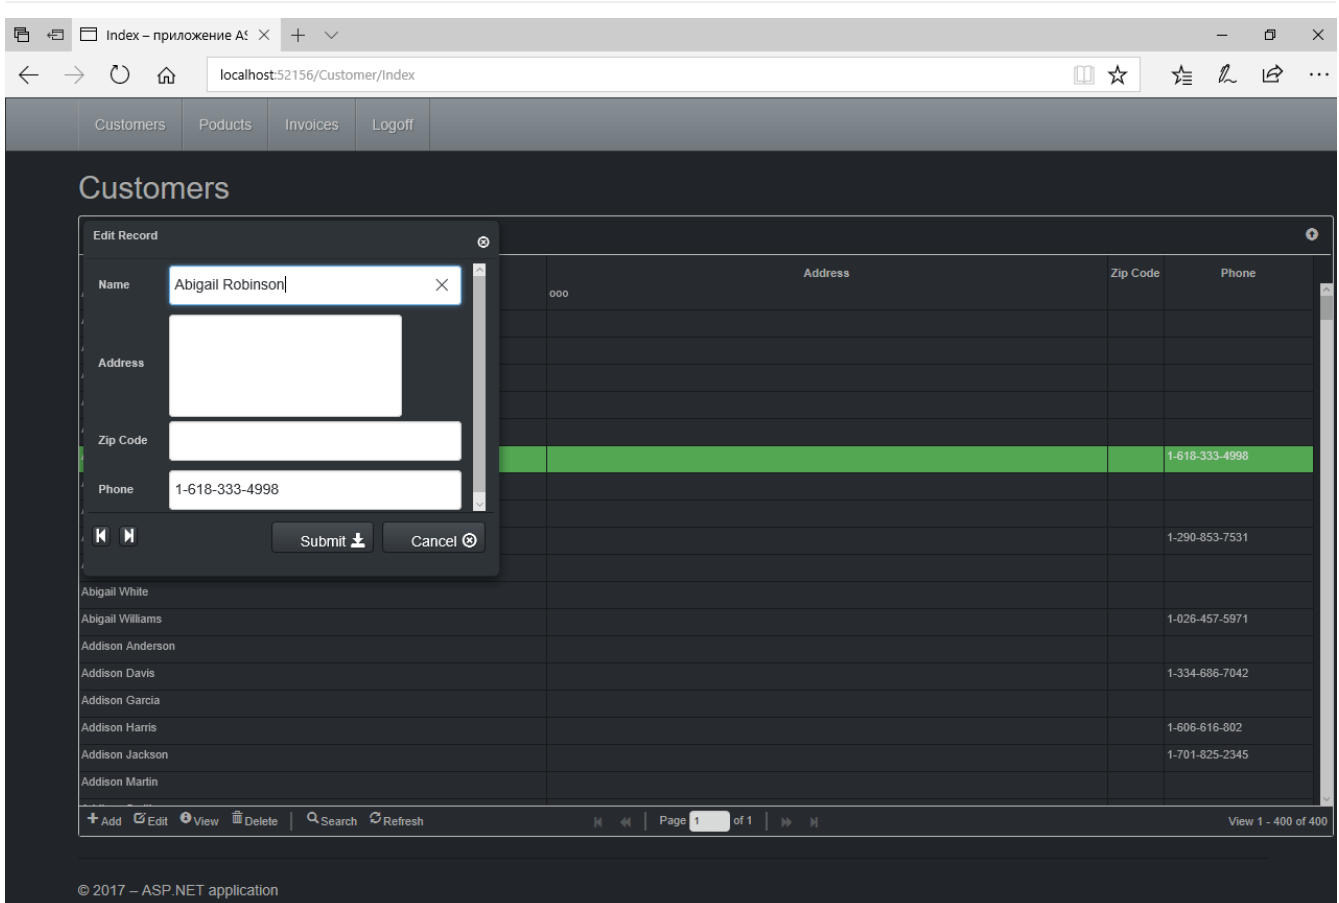 Index – приложение AS
localhost:52156/Customer/Index
Customers Poducts Invoices Logoff
Customers
Edit Record
Address Zip Code Phone
Name Abigail Robinson
ooo
Address
Zip Code
1-618-333-4998
Phone 1-618-333-4998
Submit Cancel
1-290-853-7531
Abigail White
Abigail Williams 1-026-457-5971
Addison Anderson
Addison Davis 1-334-686-7042
Addison Garcia
Addison Harris 1-606-616-802
Addison Jackson 1-701-825-2345
Addison Martin
Add Edit View Delete Search Refresh Page 1 of 1 View 1 - 400 of 400
© 2017 – ASP.NET application